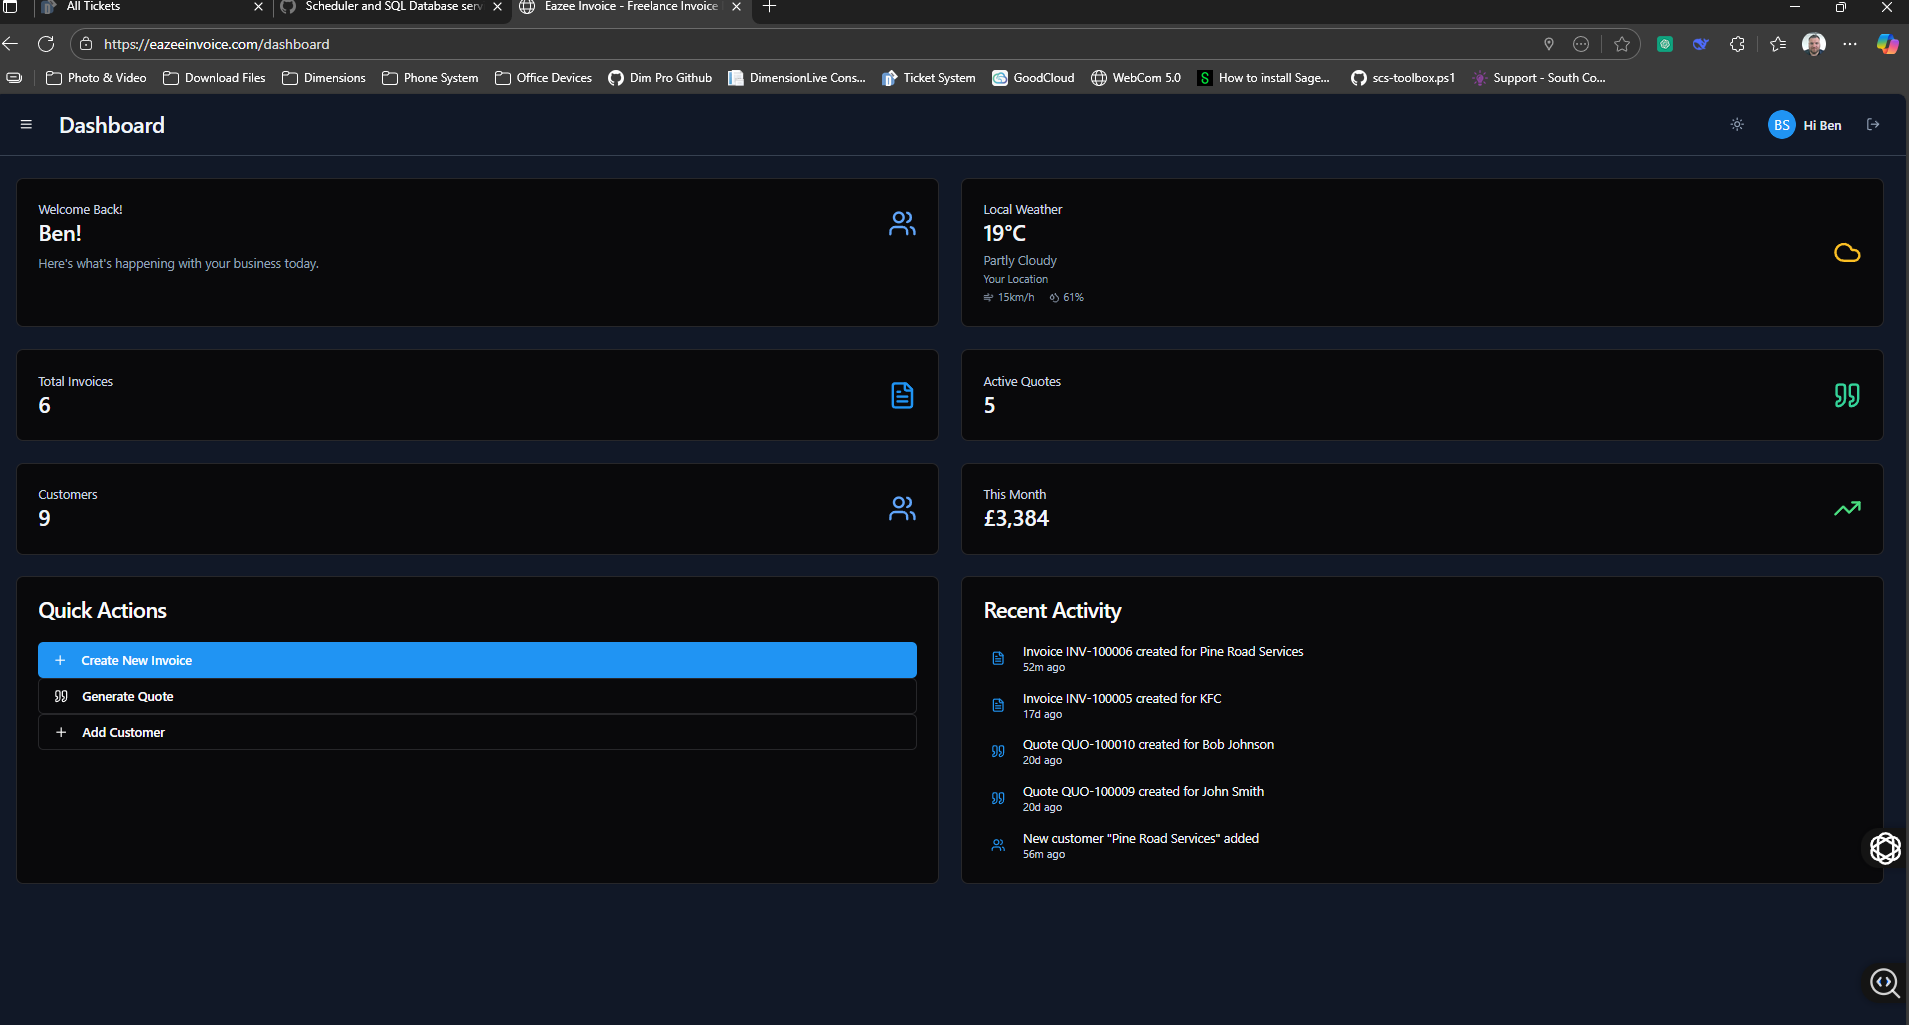 All Tickets
Scheduler and SQL Database serv
Eazee Invoice - Freelance Invoice
https://eazeeinvoice.com/dashboard
Photo & Video
Download Files
Dimensions
Phone System
Office Devices
Dim Pro Github
DimensionLive Cons...
Ticket System
GoodCloud
WebCom 5.0
S
How to install Sage...
scs-toolbox.ps1
Support - South Co...
Dashboard
BS
Hi Ben
Welcome Back!
Ben!
Here's what's happening with your business today.
Local Weather
19°C
Partly Cloudy
Your Location
15km/h 61%
Total Invoices
6
Active Quotes
5
Customers
9
This Month
£3,384
Quick Actions
Create New Invoice
Generate Quote
Add Customer
Recent Activity
Invoice INV-100006 created for Pine Road Services
52m ago
Invoice INV-100005 created for KFC
17d ago
Quote QUO-100010 created for Bob Johnson
20d ago
Quote QUO-100009 created for John Smith
20d ago
New customer "Pine Road Services" added
56m ago